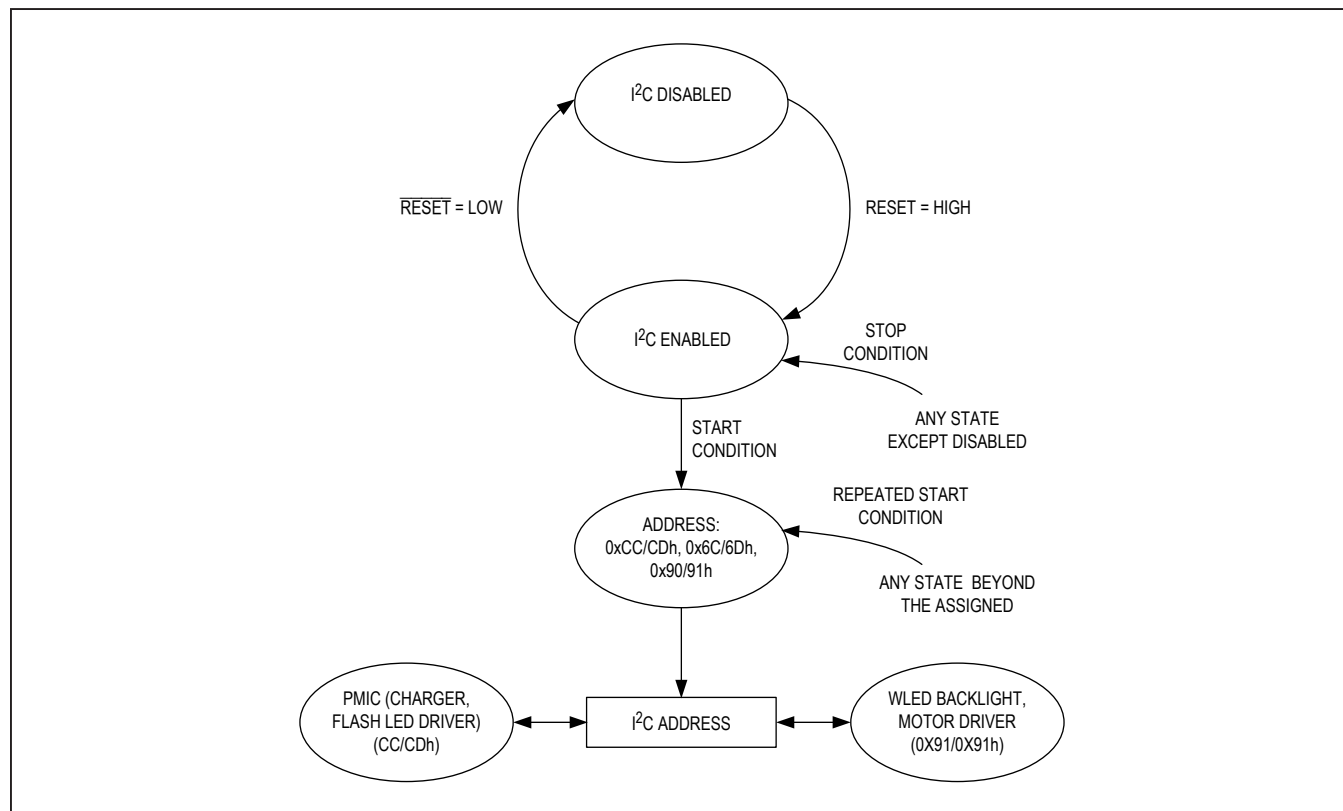 I²C DISABLED
R̅E̅S̅E̅T̅ = LOW
RESET = HIGH
I²C ENABLED
STOP
CONDITION
ANY STATE
EXCEPT DISABLED
START
CONDITION
REPEATED START
CONDITION
ADDRESS:
0xCC/CDh, 0x6C/6Dh,
0x90/91h
ANY STATE BEYOND
THE ASSIGNED
PMIC (CHARGER,
FLASH LED DRIVER)
(CC/CDh)
I²C ADDRESS
WLED BACKLIGHT,
MOTOR DRIVER
(0X91/0X91h)